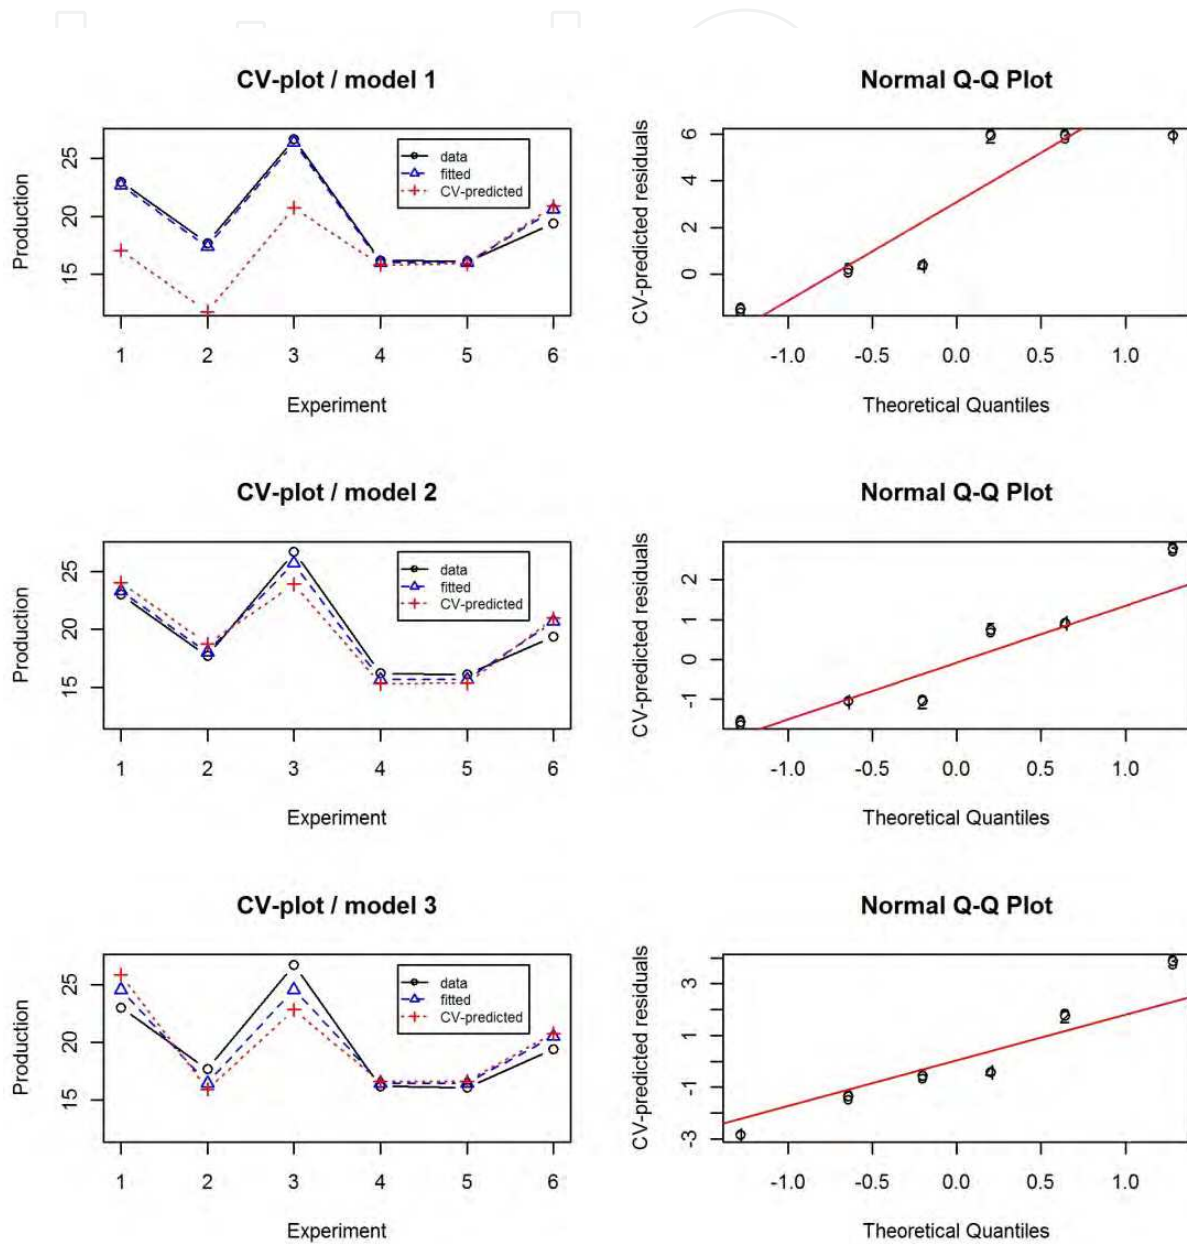 CV-plot / model 1
Production
25
20
15
data
fitted
CV-predicted
1 2 3 4 5 6
Experiment
Normal Q-Q Plot
CV-predicted residuals
6
4
2
0
-1.0 -0.5 0.0 0.5 1.0
Theoretical Quantiles
CV-plot / model 2
Production
25
20
15
data
fitted
CV-predicted
1 2 3 4 5 6
Experiment
Normal Q-Q Plot
CV-predicted residuals
2
1
0
-1
-1.0 -0.5 0.0 0.5 1.0
Theoretical Quantiles
CV-plot / model 3
Production
25
20
15
data
fitted
CV-predicted
1 2 3 4 5 6
Experiment
Normal Q-Q Plot
CV-predicted residuals
3
1
-1
-3
-1.0 -0.5 0.0 0.5 1.0
Theoretical Quantiles